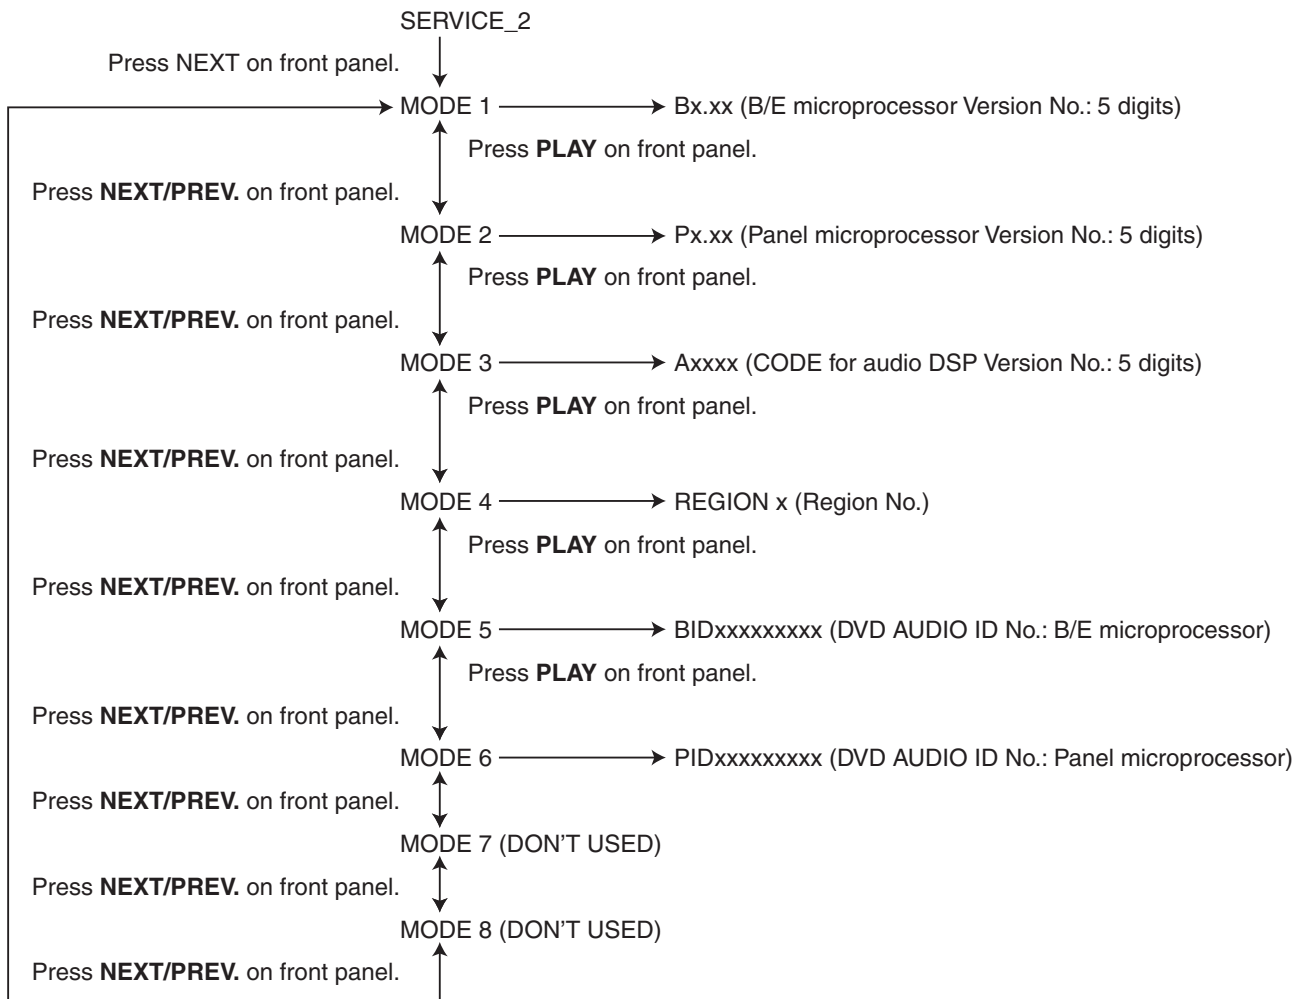 SERVICE_2
Press NEXT on front panel.
MODE 1
Bx.xx (B/E microprocessor Version No.: 5 digits)
Press PLAY on front panel.
Press NEXT/PREV. on front panel.
MODE 2
Px.xx (Panel microprocessor Version No.: 5 digits)
Press PLAY on front panel.
Press NEXT/PREV. on front panel.
MODE 3
Axxxx (CODE for audio DSP Version No.: 5 digits)
Press PLAY on front panel.
Press NEXT/PREV. on front panel.
MODE 4
REGION x (Region No.)
Press PLAY on front panel.
Press NEXT/PREV. on front panel.
MODE 5
BIDxxxxxxxxx (DVD AUDIO ID No.: B/E microprocessor)
Press PLAY on front panel.
Press NEXT/PREV. on front panel.
MODE 6
PIDxxxxxxxxx (DVD AUDIO ID No.: Panel microprocessor)
Press NEXT/PREV. on front panel.
MODE 7 (DON'T USED)
Press NEXT/PREV. on front panel.
MODE 8 (DON'T USED)
Press NEXT/PREV. on front panel.